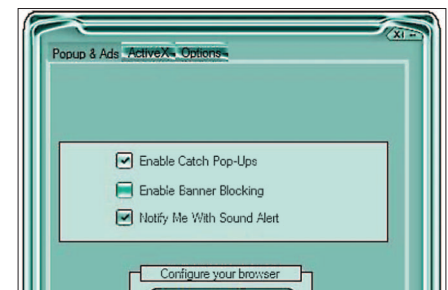 Popup & Ads ActiveX Options
Enable Catch Pop-Ups
Enable Banner Blocking
Notify Me With Sound Alert
Configure your browser